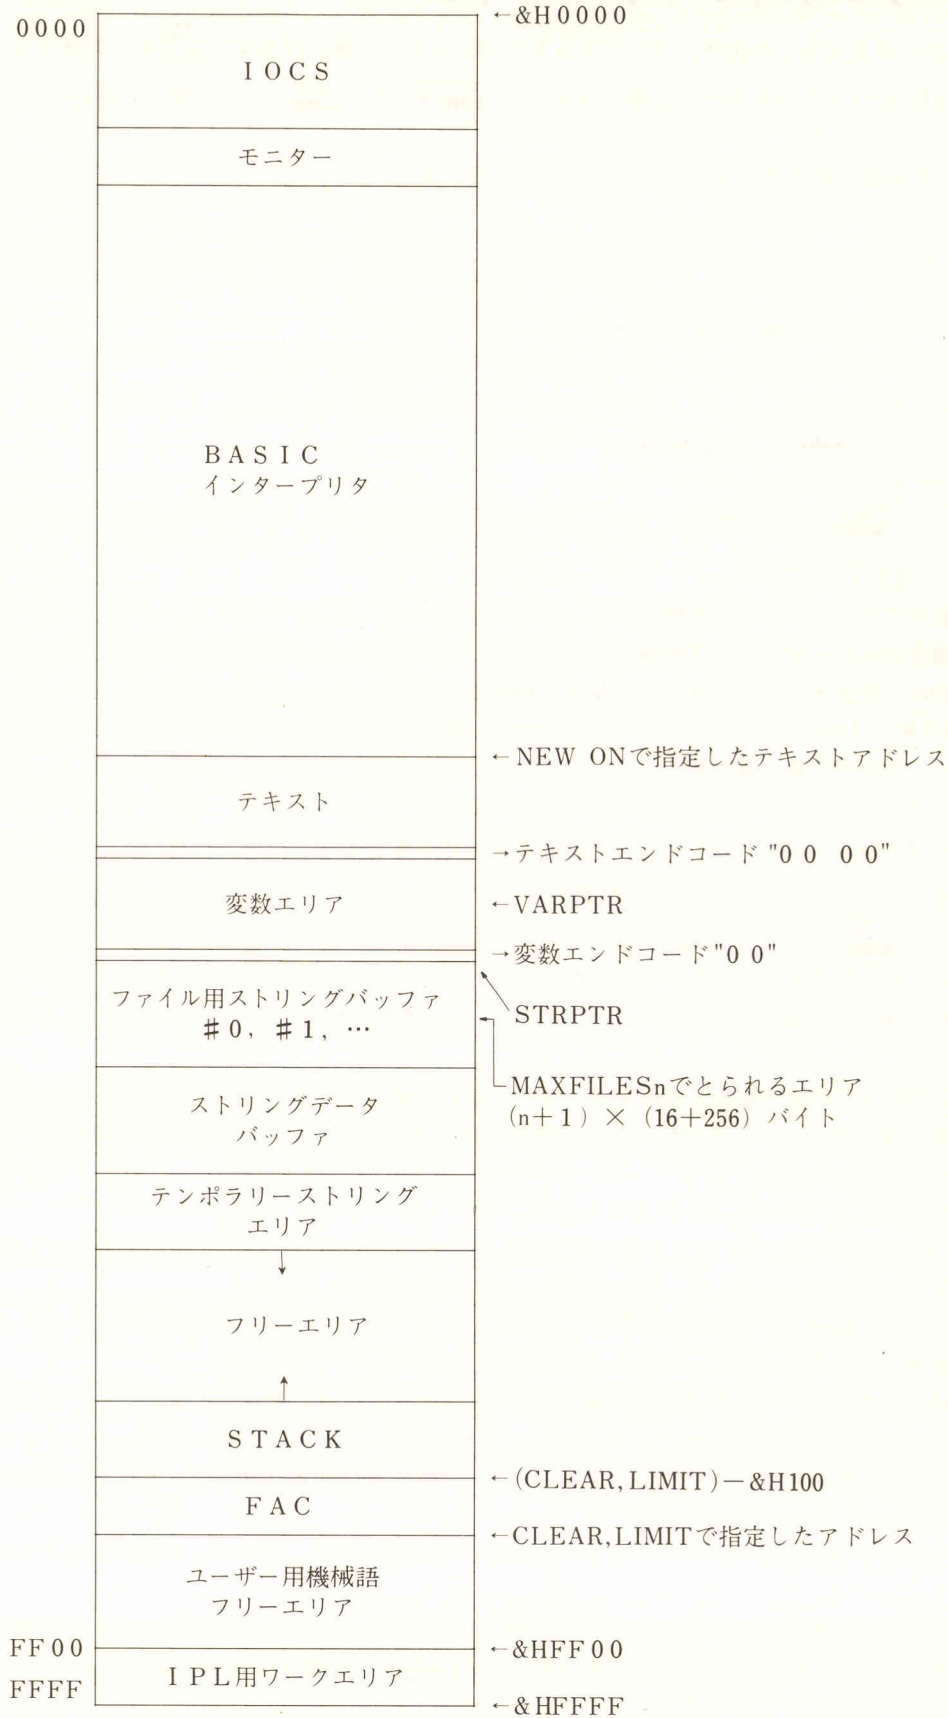 0000
←&H0000
IOCS
モニター
BASIC
インタープリタ
←NEW ONで指定したテキストアドレス
テキスト
→テキストエンドコード"00 00"
変数エリア
←VARPTR
→変数エンドコード"00"
ファイル用ストリングバッファ
#0, #1, …
STRPTR
MAXFILESnでとられるエリア
(n+1)×(16+256)バイト
ストリングデータ
バッファ
テンポラリーストリング
エリア
↓
フリーエリア
↑
STACK
←(CLEAR,LIMIT)−&H100
FAC
←CLEAR,LIMITで指定したアドレス
ユーザー用機械語
フリーエリア
FF00
←&HFF00
IPL用ワークエリア
FFFF
←&HFFFF